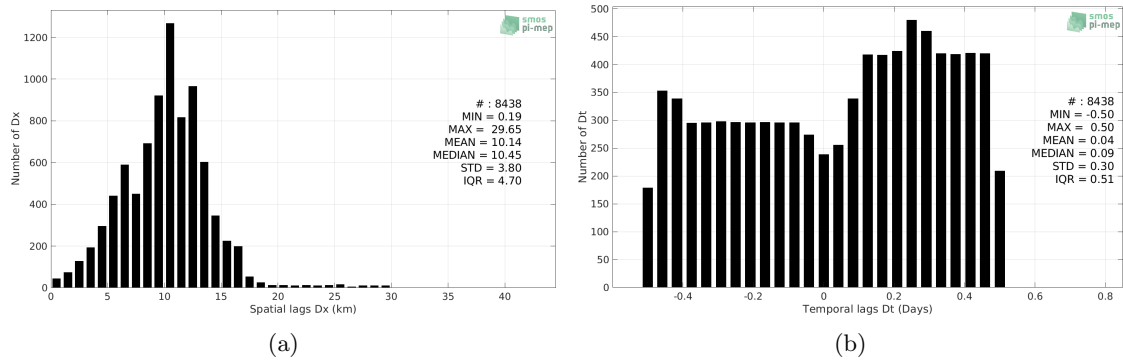 smos
pi-mep
1200
1000
800
600
400
200
0
Number of Dx
# : 8438
MIN = 0.19
MAX = 29.65
MEAN = 10.14
MEDIAN = 10.45
STD = 3.80
IQR = 4.70
0 5 10 15 20 25 30 35 40
Spatial lags Dx (km)
(a)
smos
pi-mep
500
450
400
350
300
250
200
150
100
50
0
Number of Dt
# : 8438
MIN = -0.50
MAX = 0.50
MEAN = 0.04
MEDIAN = 0.09
STD = 0.30
IQR = 0.51
-0.4 -0.2 0 0.2 0.4 0.6 0.8
Temporal lags Dt (Days)
(b)